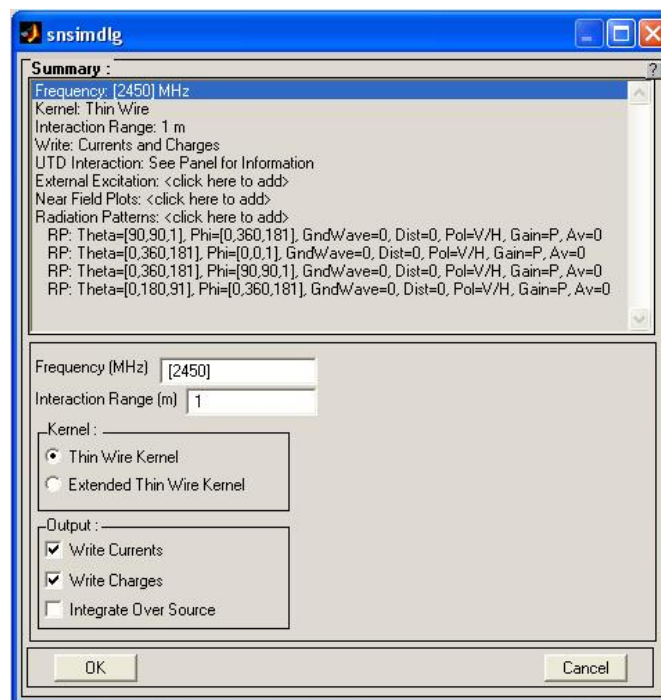 snsimdlg
Summary :
?
Frequency: [2450] MHz
Kernel: Thin Wire
Interaction Range: 1 m
Write: Currents and Charges
UTD Interaction: See Panel for Information
External Excitation: <click here to add>
Near Field Plots: <click here to add>
Radiation Patterns: <click here to add>
RP: Theta=[90,90,1], Phi=[0,360,181], GndWave=0, Dist=0, Pol=V/H, Gain=P, Av=0
RP: Theta=[0,360,181], Phi=[0,0,1], GndWave=0, Dist=0, Pol=V/H, Gain=P, Av=0
RP: Theta=[0,360,181], Phi=[90,90,1], GndWave=0, Dist=0, Pol=V/H, Gain=P, Av=0
RP: Theta=[0,180,91], Phi=[0,360,181], GndWave=0, Dist=0, Pol=V/H, Gain=P, Av=0
Frequency (MHz) [2450]
Interaction Range (m) 1
Kernel :
Thin Wire Kernel
Extended Thin Wire Kernel
Output :
Write Currents
Write Charges
Integrate Over Source
OK Cancel